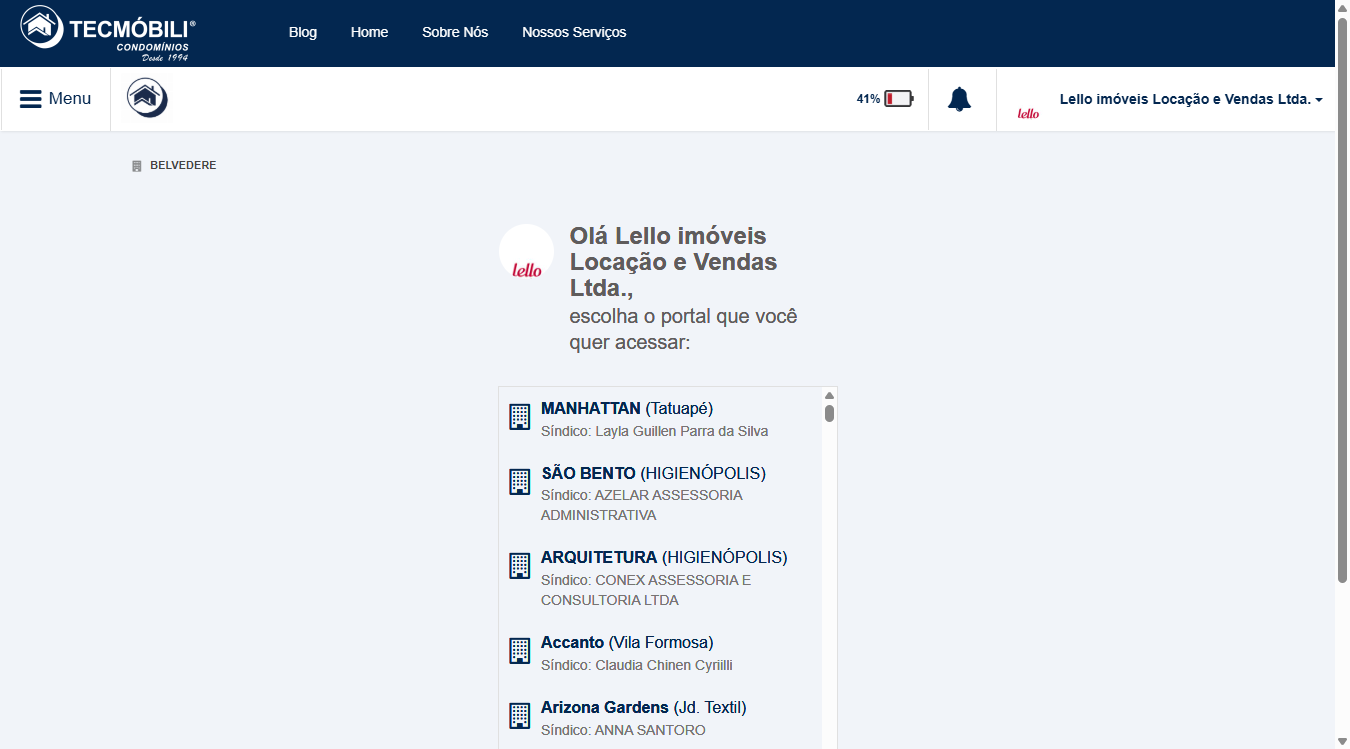 TECMÓBILI®
CONDOMÍNIOS
Desde 1994
Blog
Home
Sobre Nós
Nossos Serviços
Menu
41%
lello
Lello imóveis Locação e Vendas Ltda.
BELVEDERE
lello
Olá Lello imóveis
Locação e Vendas
Ltda.,
escolha o portal que você
quer acessar:
MANHATTAN (Tatuapé)
Síndico: Layla Guillen Parra da Silva
SÃO BENTO (HIGIENÓPOLIS)
Síndico: AZELAR ASSESSORIA
ADMINISTRATIVA
ARQUITETURA (HIGIENÓPOLIS)
Síndico: CONEX ASSESSORIA E
CONSULTORIA LTDA
Accanto (Vila Formosa)
Síndico: Claudia Chinen Cyriilli
Arizona Gardens (Jd. Textil)
Síndico: ANNA SANTORO